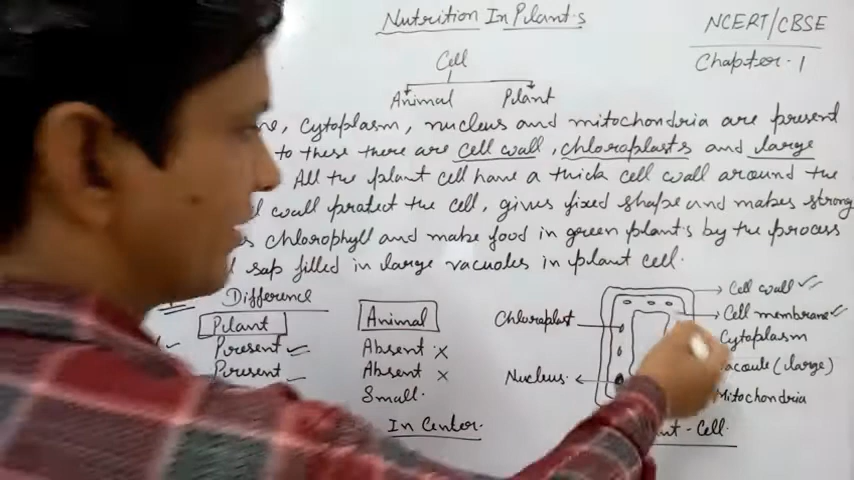 Nutrition In Plants
NCERT/CBSE
Chapter-1
Cell
Animal Plant
cytoplasm, nucleus and mitochondria are present
to these there are cell wall, chloroplasts and large
All the plant cell have a thick cell wall around the
wall protect the cell, gives fixed shape and makes strong
chlorophyll and make food in green plants by the process
sap filled in large vacuoles in plant cell.
Difference
Plant Animal
Present ✓ Absent ×
Present Absent ×
Small.
In Center.
Chloroplast
Nucleus
Cell wall ✓
Cell membrane ✓
Cytoplasm
(large)
Mitochondria
- Cell.